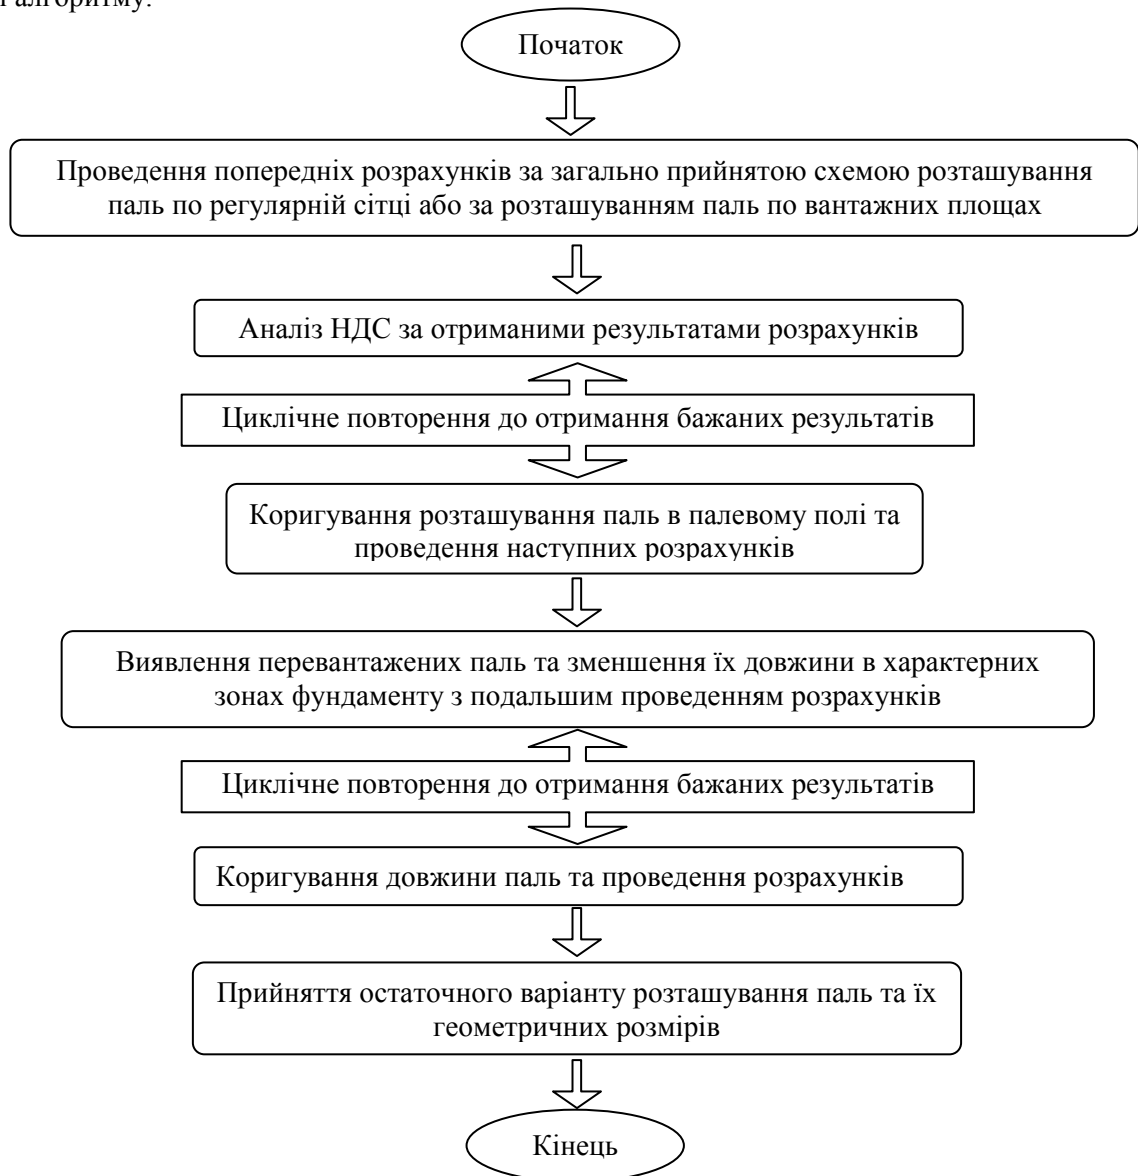 алгоритму.
Початок
Проведення попередніх розрахунків за загально прийнятою схемою розташування
паль по регулярній сітці або за розташуванням паль по вантажних площах
Аналіз НДС за отриманими результатами розрахунків
Циклічне повторення до отримання бажаних результатів
Коригування розташування паль в палевому полі та
проведення наступних розрахунків
Виявлення перевантажених паль та зменшення їх довжини в характерних
зонах фундаменту з подальшим проведенням розрахунків
Циклічне повторення до отримання бажаних результатів
Коригування довжини паль та проведення розрахунків
Прийняття остаточного варіанту розташування паль та їх
геометричних розмірів
Кінець